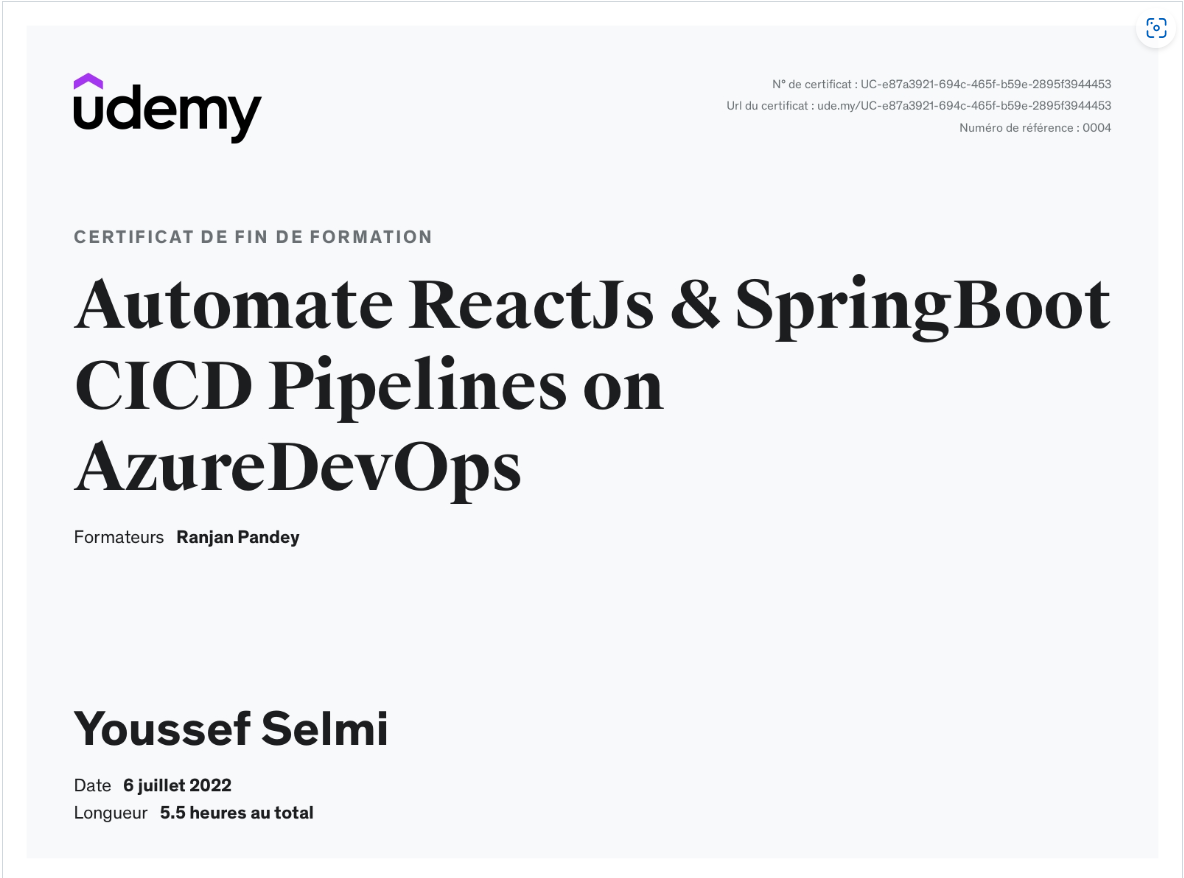 udemy
N° de certificat : UC-e87a3921-694c-465f-b59e-2895f3944453
Url du certificat : ude.my/UC-e87a3921-694c-465f-b59e-2895f3944453
Numéro de référence : 0004
CERTIFICAT DE FIN DE FORMATION
Automate ReactJs & SpringBoot
CICD Pipelines on
AzureDevOps
Formateurs Ranjan Pandey
Youssef Selmi
Date 6 juillet 2022
Longueur 5.5 heures au total